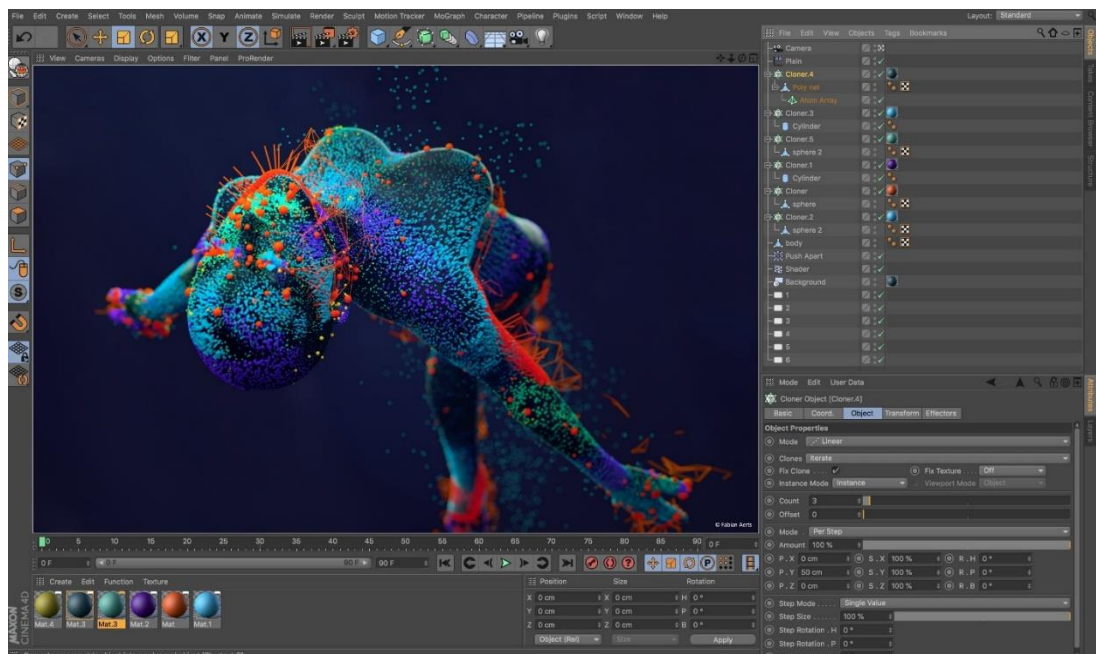 File Edit Create Select Tools Mesh Volume Snap Animate Simulate Render Sculpt Motion Tracker MoGraph Character Pipeline Plugins Script Window Help
Layout: Standard
X Y Z
View Cameras Display Options Filter Panel ProRender
File Edit View Objects Tags Bookmarks
Camera
Plain
Cloner.4
Atom Array
Cloner.3
Cylinder
Cloner.5
sphere 2
Cloner.1
Cylinder
Cloner
sphere
Cloner.2
sphere 2
body
Push Apart
Shader
Background
1
2
3
4
5
6
Objects
Content Browser
Structure
© Fabian Aerts
0 5 10 15 20 25 30 35 40 45 50 55 60 65 70 75 80 85 90 0 F
0 F 90 F 90 F
Create Edit Function Texture
Mat.4 Mat.3 Mat.3 Mat.2 Mat Mat.1
MAXON
CINEMA 4D
Position Size Rotation
X 0 cm X 0 cm H 0 °
Y 0 cm Y 0 cm P 0 °
Z 0 cm Z 0 cm B 0 °
Object (Rel) Size Apply
Mode Edit User Data
Cloner Object [Cloner.4]
Basic Coord. Object Transform Effectors
Object Properties
Mode Linear
Clones Iterate
Fix Clone Fix Texture Off
Instance Mode Instance Viewport Mode Object
Count 3
Offset 0
Mode Per Step
Amount 100 %
P . X 0 cm S . X 100 % R . H 0 °
P . Y 50 cm S . Y 100 % R . P 0 °
P . Z 0 cm S . Z 100 % R . B 0 °
Step Mode Single Value
Step Size 100 %
Step Rotation . H 0 °
Step Rotation . P 0 °
Attributes
Layers